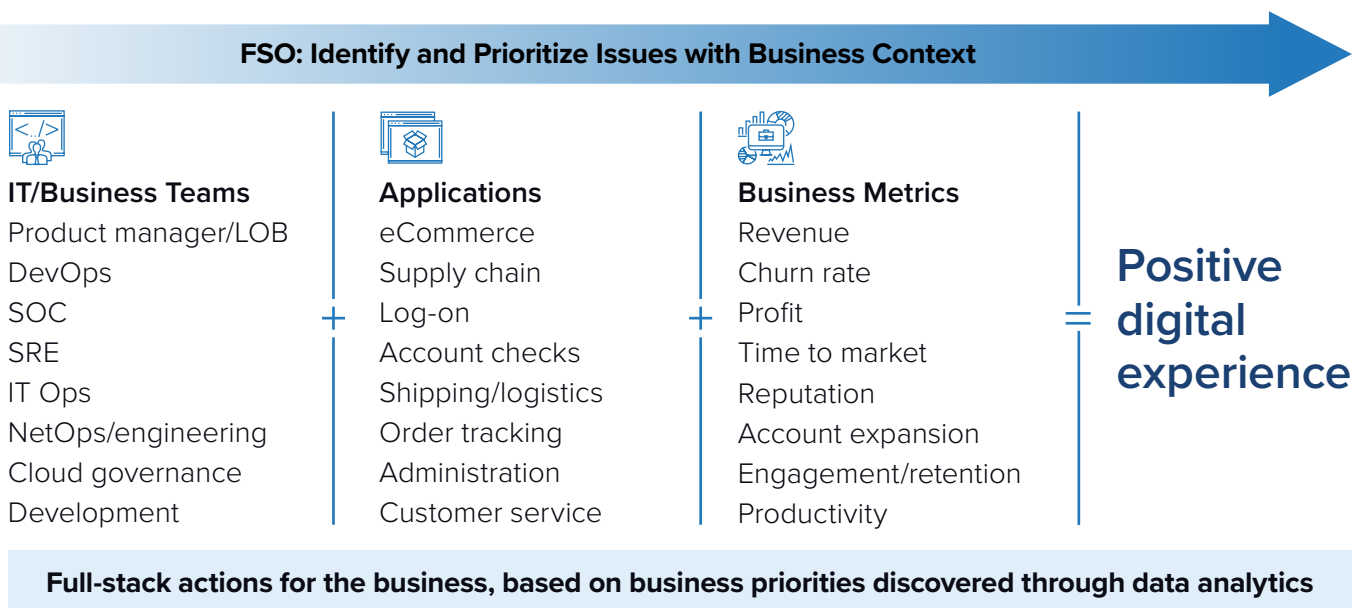 FSO: Identify and Prioritize Issues with Business Context
IT/Business Teams
Product manager/LOB
DevOps
SOC
SRE
IT Ops
NetOps/engineering
Cloud governance
Development
+
Applications
eCommerce
Supply chain
Log-on
Account checks
Shipping/logistics
Order tracking
Administration
Customer service
+
Business Metrics
Revenue
Churn rate
Profit
Time to market
Reputation
Account expansion
Engagement/retention
Productivity
=
Positive
digital
experience
Full-stack actions for the business, based on business priorities discovered through data analytics